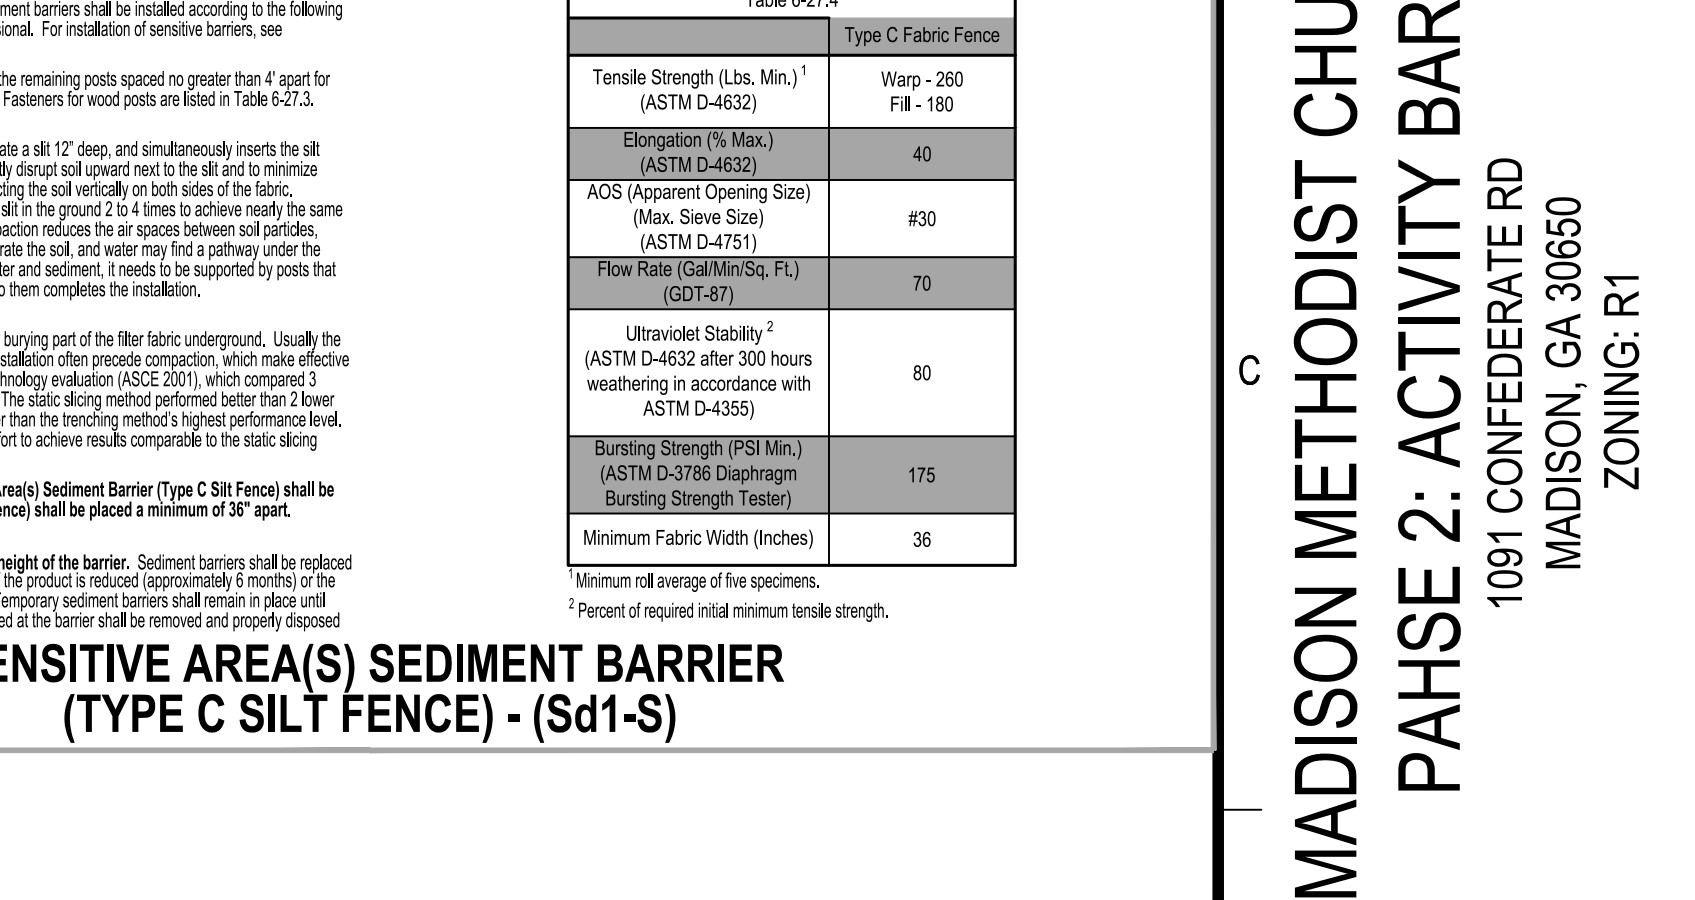 ment barriers shall be installed according to the following
sional. For installation of sensitive barriers, see
the remaining posts spaced no greater than 4' apart for
Fasteners for wood posts are listed in Table 6-27.3.
ate a slit 12” deep, and simultaneously inserts the silt
tly disrupt soil upward next to the slit and to minimize
cting the soil vertically on both sides of the fabric.
slit in the ground 2 to 4 times to achieve nearly the same
paction reduces the air spaces between soil particles,
rate the soil, and water may find a pathway under the
ter and sediment, it needs to be supported by posts that
o them completes the installation.
burying part of the filter fabric underground. Usually the
stallation often precede compaction, which make effective
hnology evaluation (ASCE 2001), which compared 3
The static slicing method performed better than 2 lower
r than the trenching method's highest performance level.
fort to achieve results comparable to the static slicing
Area(s) Sediment Barrier (Type C Silt Fence) shall be
ence) shall be placed a minimum of 36" apart.
height of the barrier. Sediment barriers shall be replaced
the product is reduced (approximately 6 months) or the
Temporary sediment barriers shall remain in place until
ed at the barrier shall be removed and properly disposed
Table 6-27.4
Type C Fabric Fence
Tensile Strength (Lbs. Min.) 1
(ASTM D-4632)
Warp - 260
Fill - 180
Elongation (% Max.)
(ASTM D-4632)
40
AOS (Apparent Opening Size)
(Max. Sieve Size)
(ASTM D-4751)
#30
Flow Rate (Gal/Min/Sq. Ft.)
(GDT-87)
70
Ultraviolet Stability 2
(ASTM D-4632 after 300 hours
weathering in accordance with
ASTM D-4355)
80
Bursting Strength (PSI Min.)
(ASTM D-3786 Diaphragm
Bursting Strength Tester)
175
Minimum Fabric Width (Inches)
36
1 Minimum roll average of five specimens.
2 Percent of required initial minimum tensile strength.
ENSITIVE AREA(S) SEDIMENT BARRIER
(TYPE C SILT FENCE) - (Sd1-S)
C
MADISON METHODIST CHU
PAHSE 2: ACTIVITY BAR
1091 CONFEDERATE RD
MADISON, GA 30650
ZONING: R1